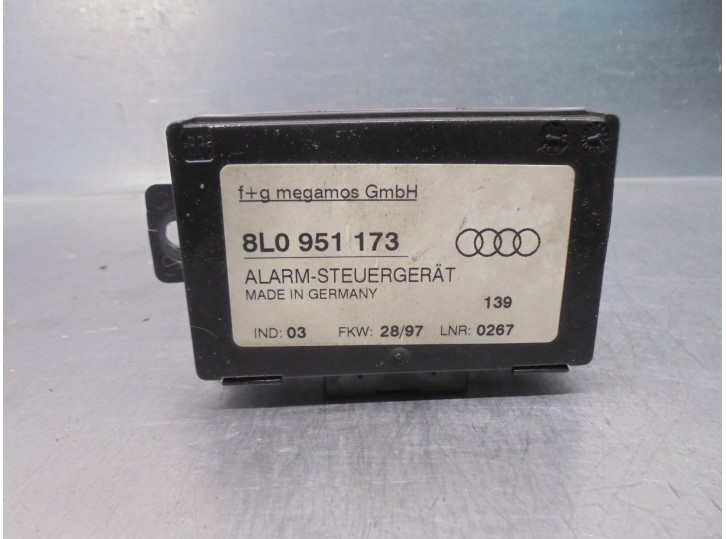 f+g megamos GmbH
8L0 951 173
ALARM-STEUERGERÄT
MADE IN GERMANY
139
IND: 03 FKW: 28/97 LNR: 0267